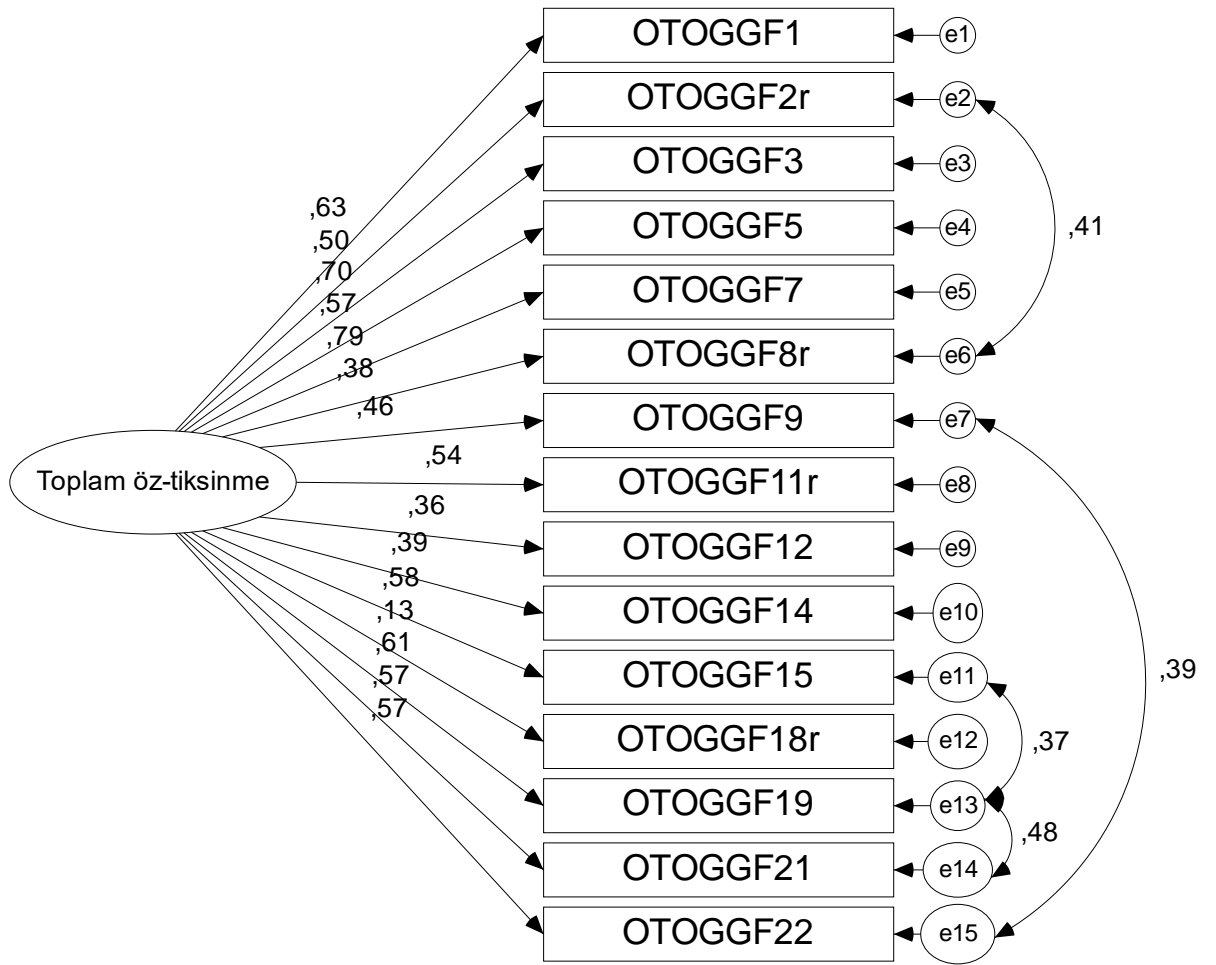 OTOGGF1
e1
OTOGGF2r
e2
OTOGGF3
e3
,63
OTOGGF5
e4
,41
,50
,70
OTOGGF7
e5
,57
,79
OTOGGF8r
e6
,38
,46
OTOGGF9
e7
,54
Toplam öz-tiksinme
OTOGGF11r
e8
,36
,39
OTOGGF12
e9
,58
,13
OTOGGF14
e10
,61
,57
OTOGGF15
e11
,39
,57
OTOGGF18r
e12
,37
OTOGGF19
e13
,48
OTOGGF21
e14
OTOGGF22
e15